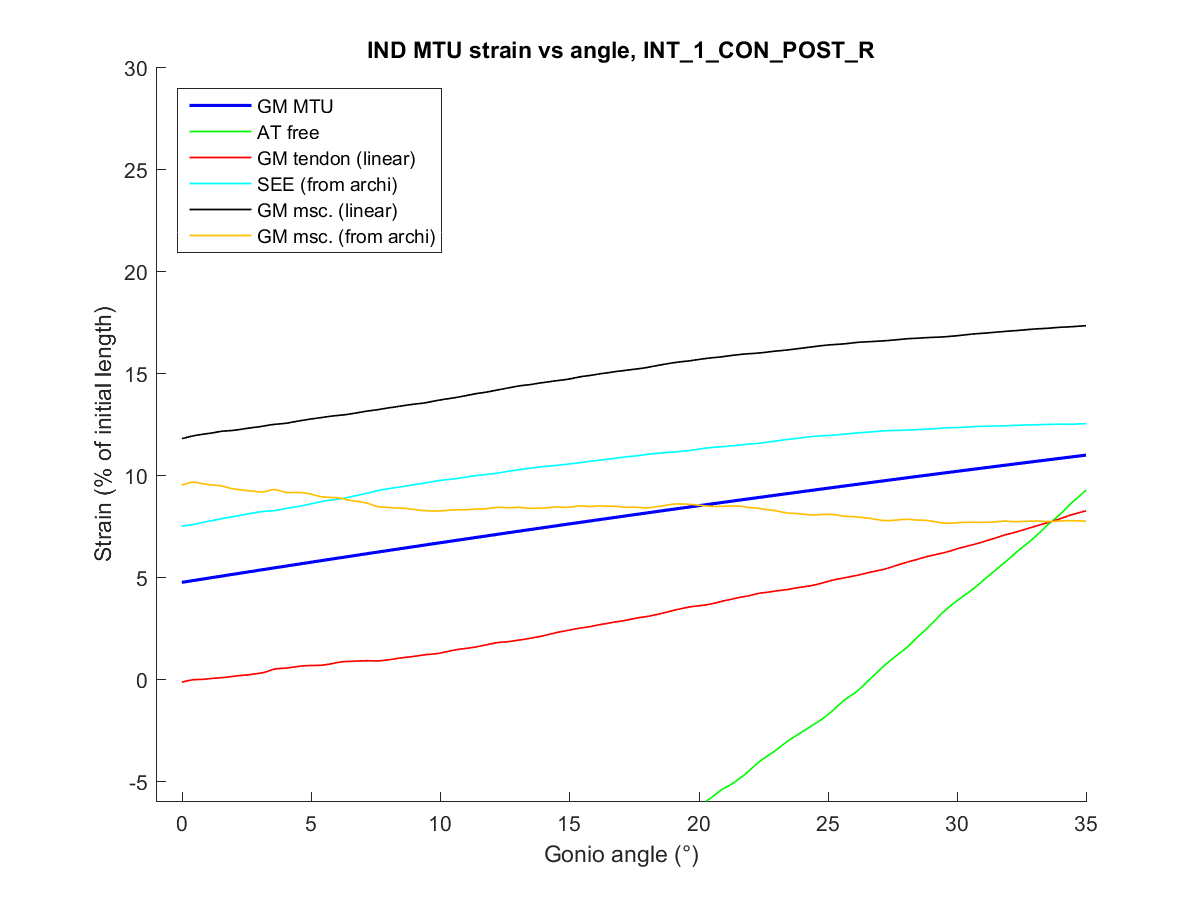 IND MTU strain vs angle, INT_1_CON_POST_R
30
25
20
15
10
5
0
-5
Strain (% of initial length)
GM MTU
AT free
GM tendon (linear)
SEE (from archi)
GM msc. (linear)
GM msc. (from archi)
0 5 10 15 20 25 30 35
Gonio angle (°)